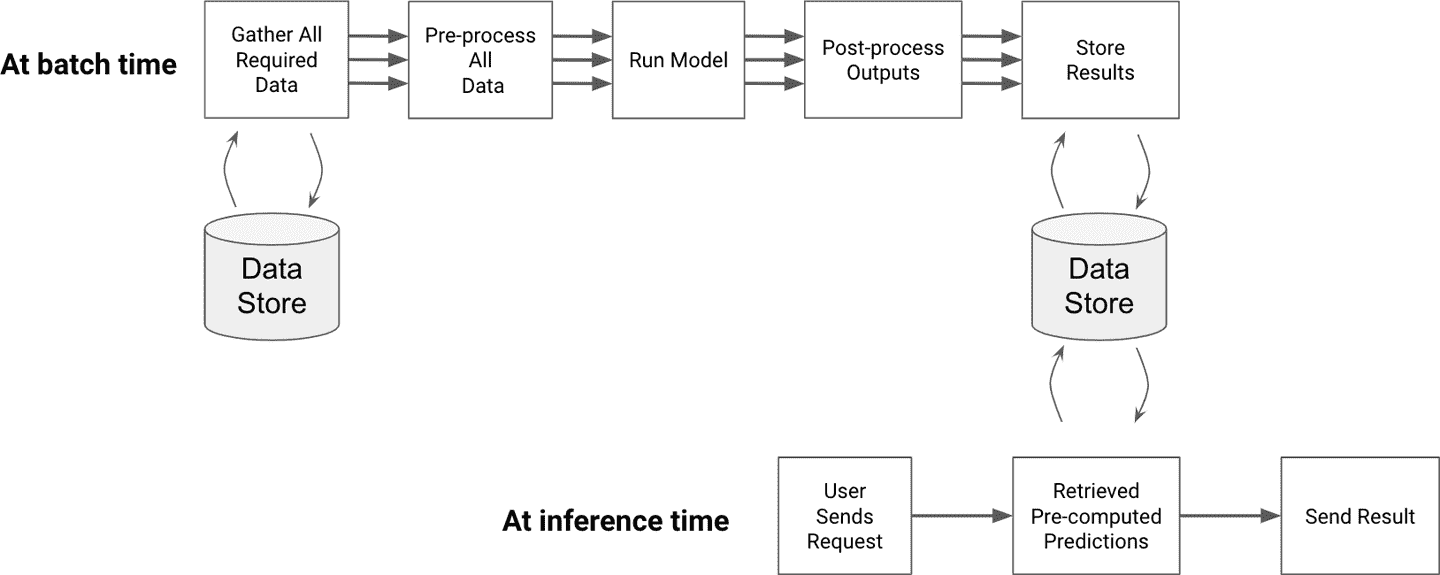 At batch time
Gather All
Required
Data
Pre-process
All
Data
Run Model
Post-process
Outputs
Store
Results
Data
Store
Data
Store
At inference time
User
Sends
Request
Retrieved
Pre-computed
Predictions
Send Result